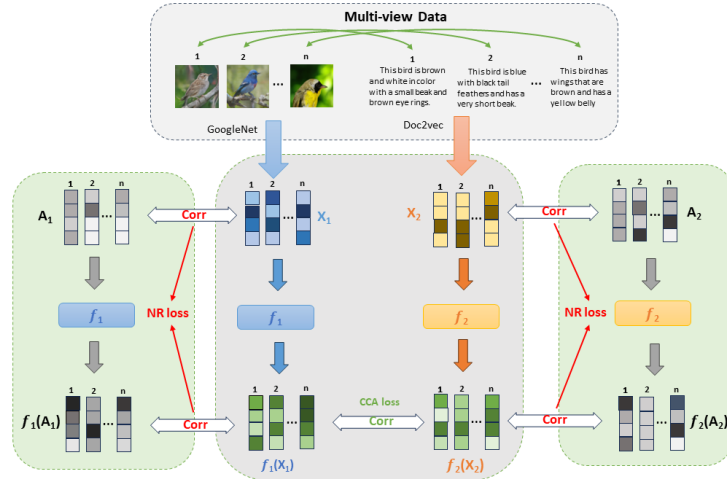 Multi-view Data
1 2 n
1 2 n
...
This bird is brown
and white in color
with a small beak and
brown eye rings.
This bird is blue
with black tail
feathers and has a
very short beak.
...
This bird has
wings that are
brown and has a
yellow belly
GoogleNet
Doc2vec
A₁
1 2 n
...
Corr
1 2 n
...
X₁
X₂
1 2 n
...
Corr
1 2 n
...
A₂
f₁
NR loss
f₁
f₂
NR loss
f₂
f₁(A₁)
1 2 n
...
Corr
1 2 n
...
CCA loss
Corr
1 2 n
...
Corr
1 2 n
...
f₂(A₂)
f₁(X₁)
f₂(X₂)